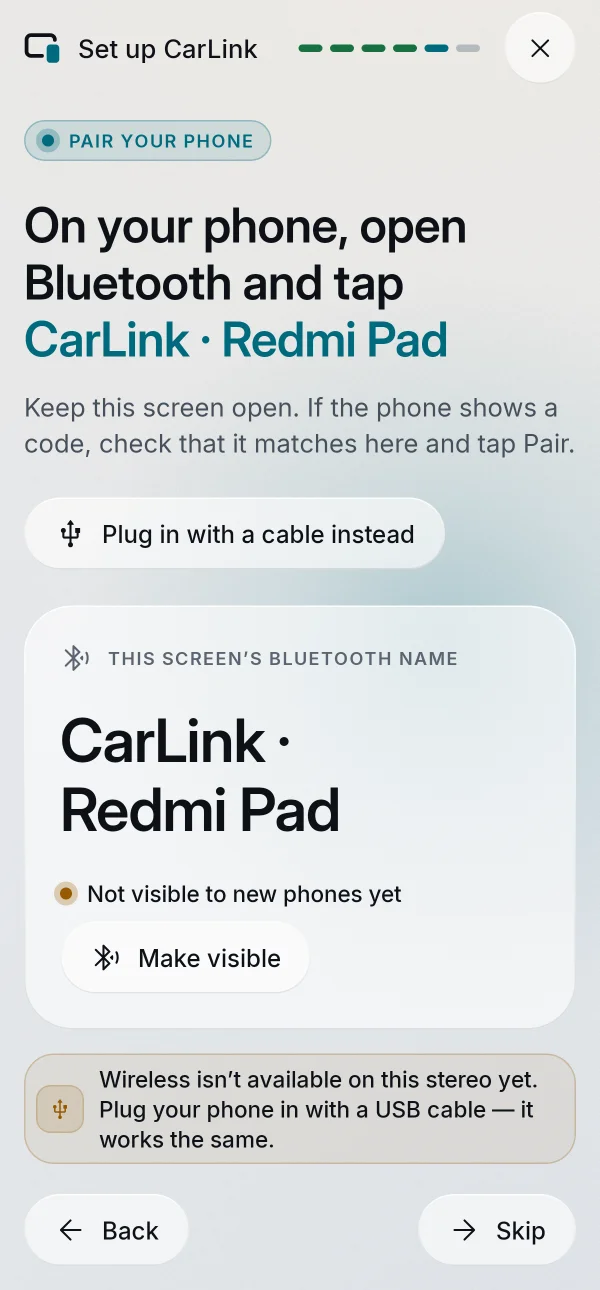 Set up CarLink
PAIR YOUR PHONE
On your phone, open
Bluetooth and tap
CarLink · Redmi Pad
Keep this screen open. If the phone shows a
code, check that it matches here and tap Pair.
Plug in with a cable instead
THIS SCREEN’S BLUETOOTH NAME
CarLink ·
Redmi Pad
Not visible to new phones yet
Make visible
Wireless isn’t available on this stereo yet.
Plug your phone in with a USB cable — it
works the same.
Back
Skip